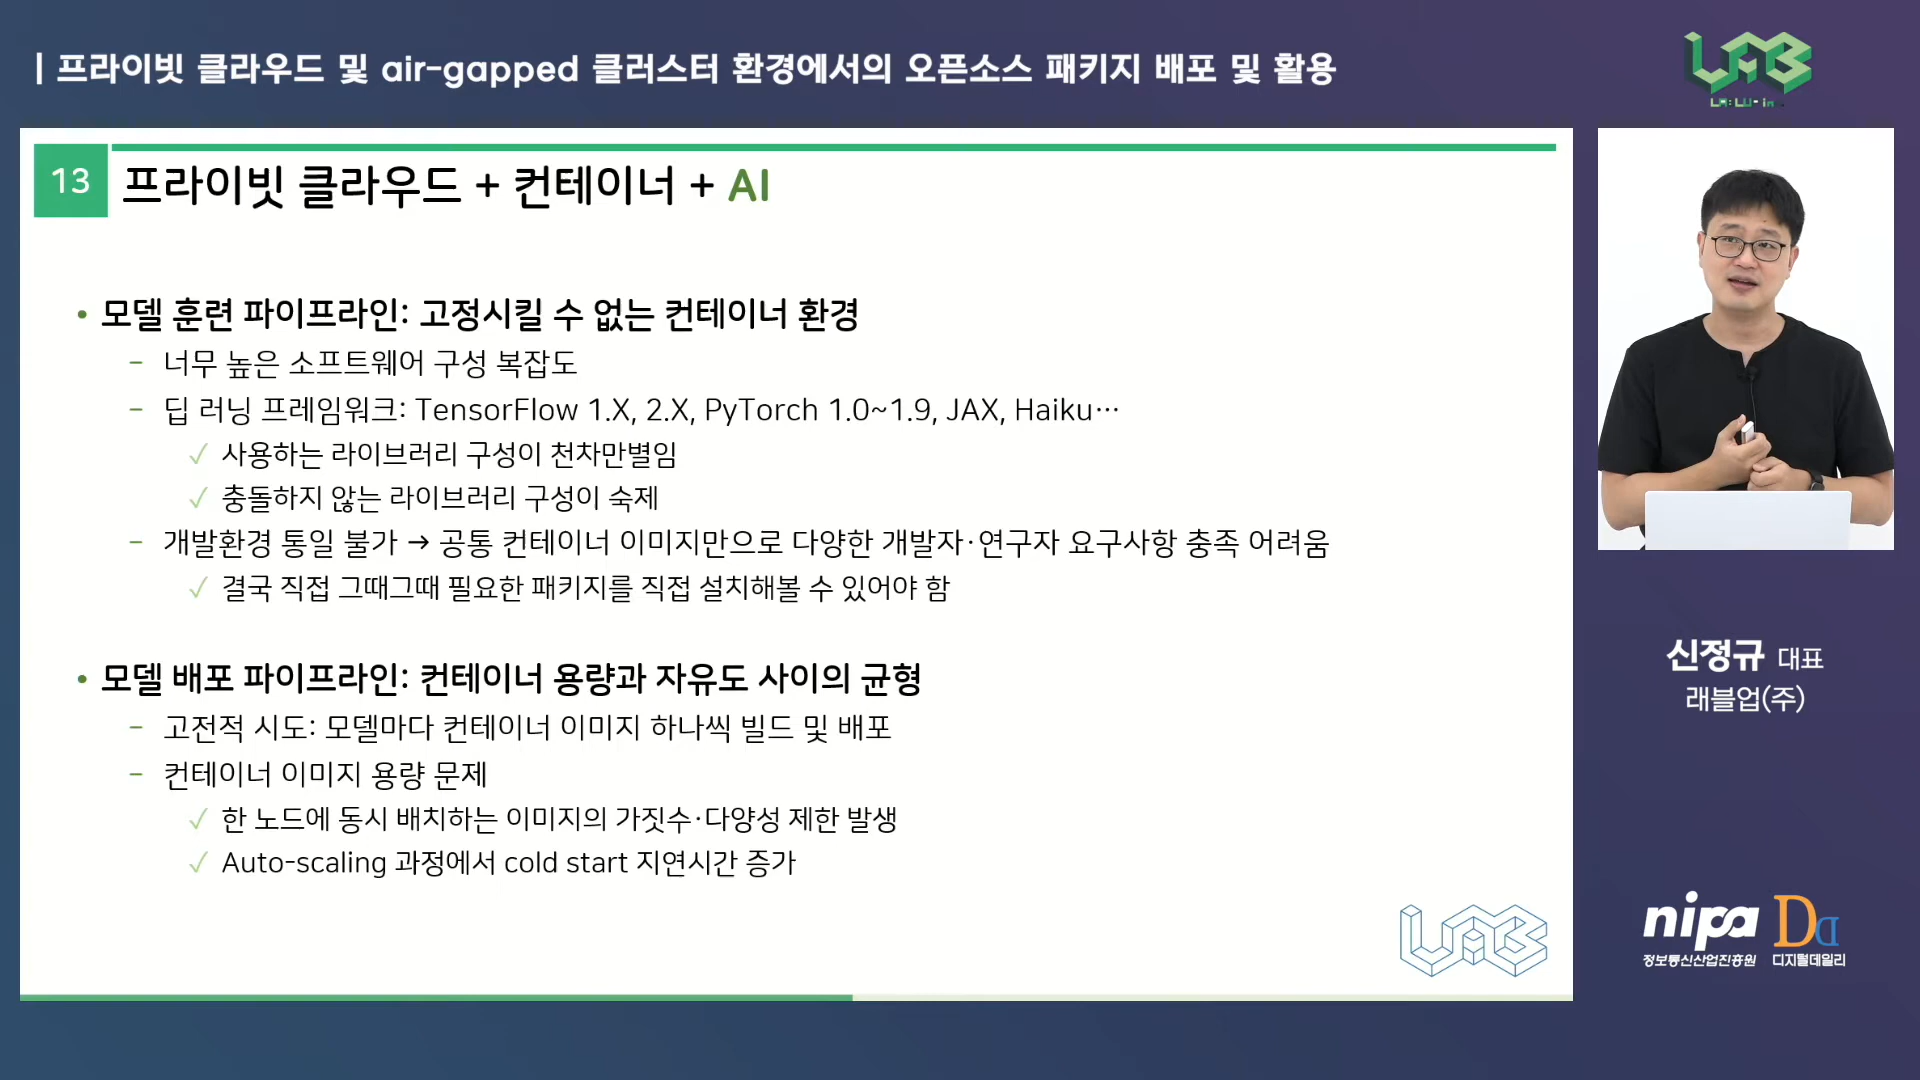 | 프라이빗 클라우드 및 air-gapped 클러스터 환경에서의 오픈소스 패키지 배포 및 활용
13
프라이빗 클라우드 + 컨테이너 + AI
• 모델 훈련 파이프라인: 고정시킬 수 없는 컨테이너 환경
– 너무 높은 소프트웨어 구성 복잡도
– 딥 러닝 프레임워크: TensorFlow 1.X, 2.X, PyTorch 1.0~1.9, JAX, Haiku…
✓ 사용하는 라이브러리 구성이 천차만별임
✓ 충돌하지 않는 라이브러리 구성이 숙제
– 개발환경 통일 불가 → 공통 컨테이너 이미지만으로 다양한 개발자·연구자 요구사항 충족 어려움
✓ 결국 직접 그때그때 필요한 패키지를 직접 설치해볼 수 있어야 함
• 모델 배포 파이프라인: 컨테이너 용량과 자유도 사이의 균형
– 고전적 시도: 모델마다 컨테이너 이미지 하나씩 빌드 및 배포
– 컨테이너 이미지 용량 문제
✓ 한 노드에 동시 배치하는 이미지의 가짓수·다양성 제한 발생
✓ Auto-scaling 과정에서 cold start 지연시간 증가
신정규 대표
래블업(주)
nipa
정보통신산업진흥원
DD
디지털데일리